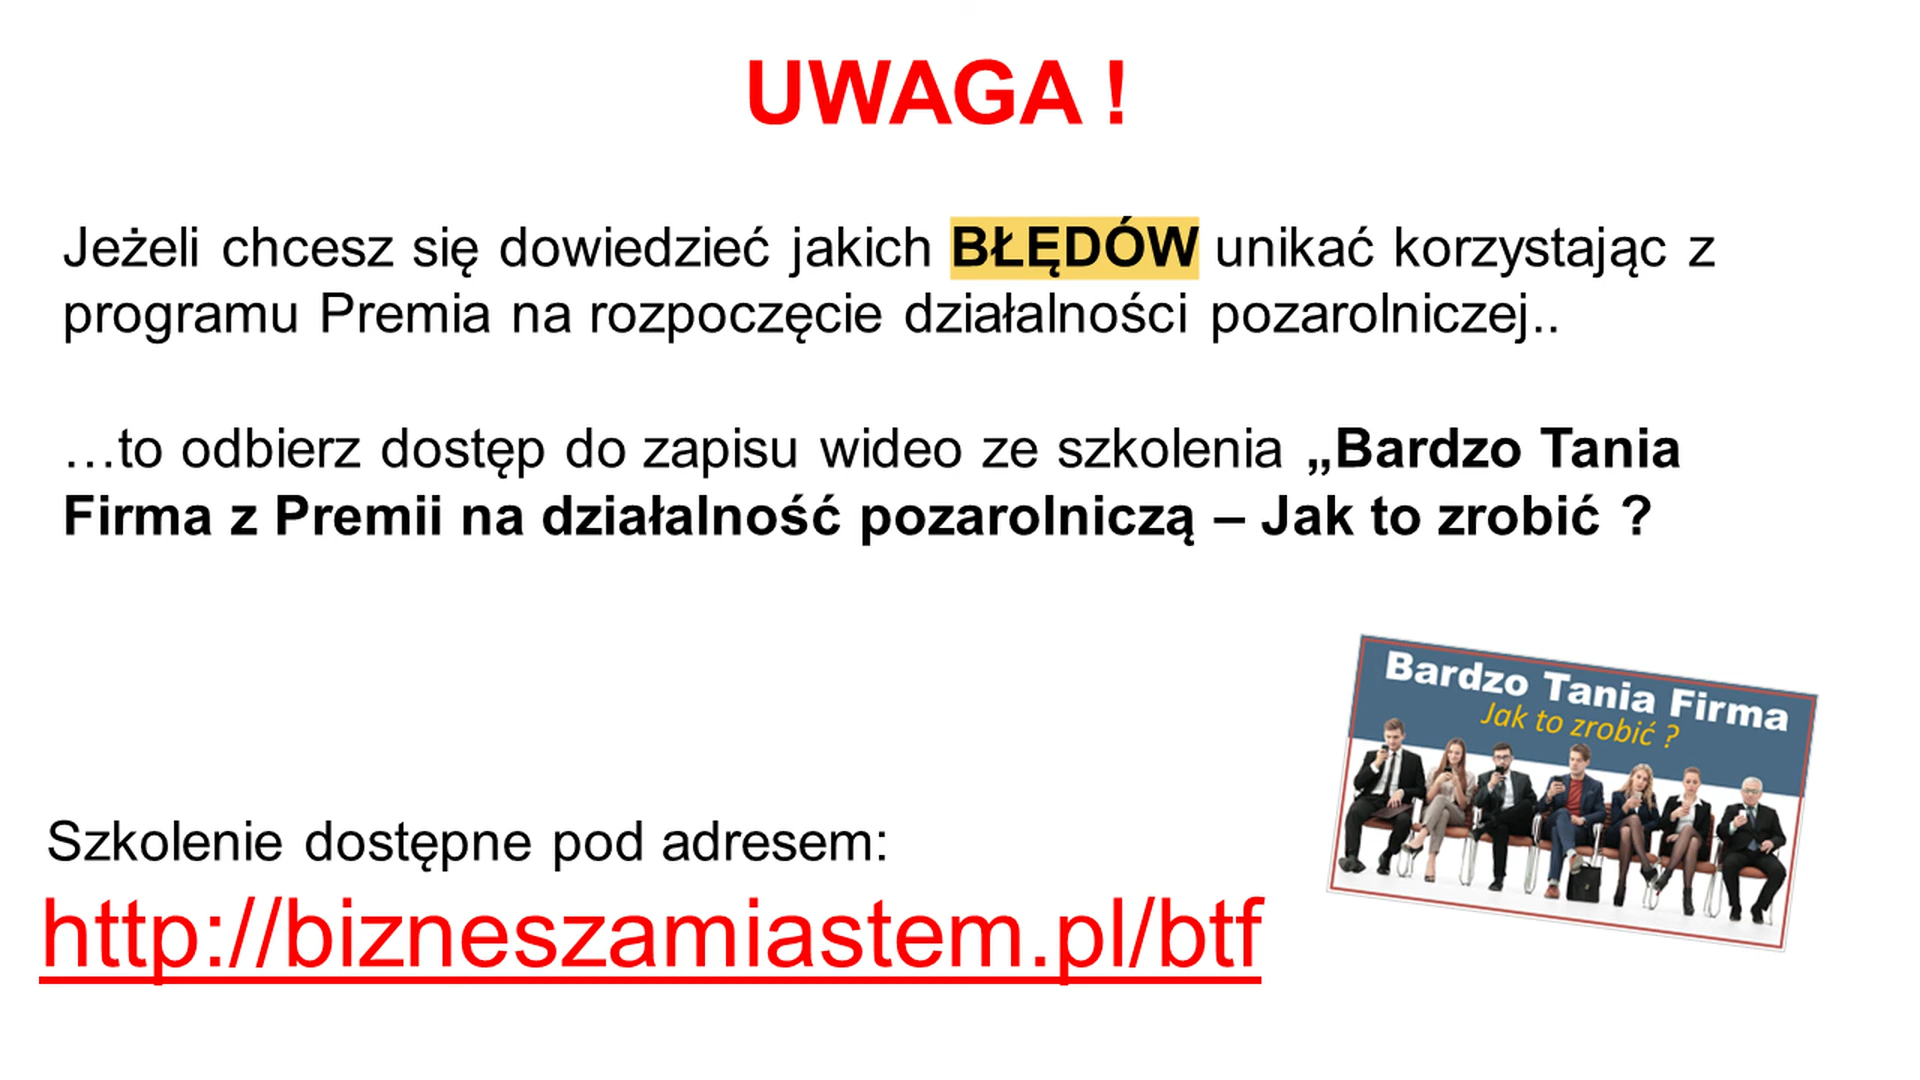 UWAGA !
Jeżeli chcesz się dowiedzieć jakich BŁĘDÓW unikać korzystając z
programu Premia na rozpoczęcie działalności pozarolniczej..
…to odbierz dostęp do zapisu wideo ze szkolenia „Bardzo Tania
Firma z Premii na działalność pozarolniczą – Jak to zrobić ?
Bardzo Tania Firma
Jak to zrobić ?
Szkolenie dostępne pod adresem:
http://bizneszamiastem.pl/btf